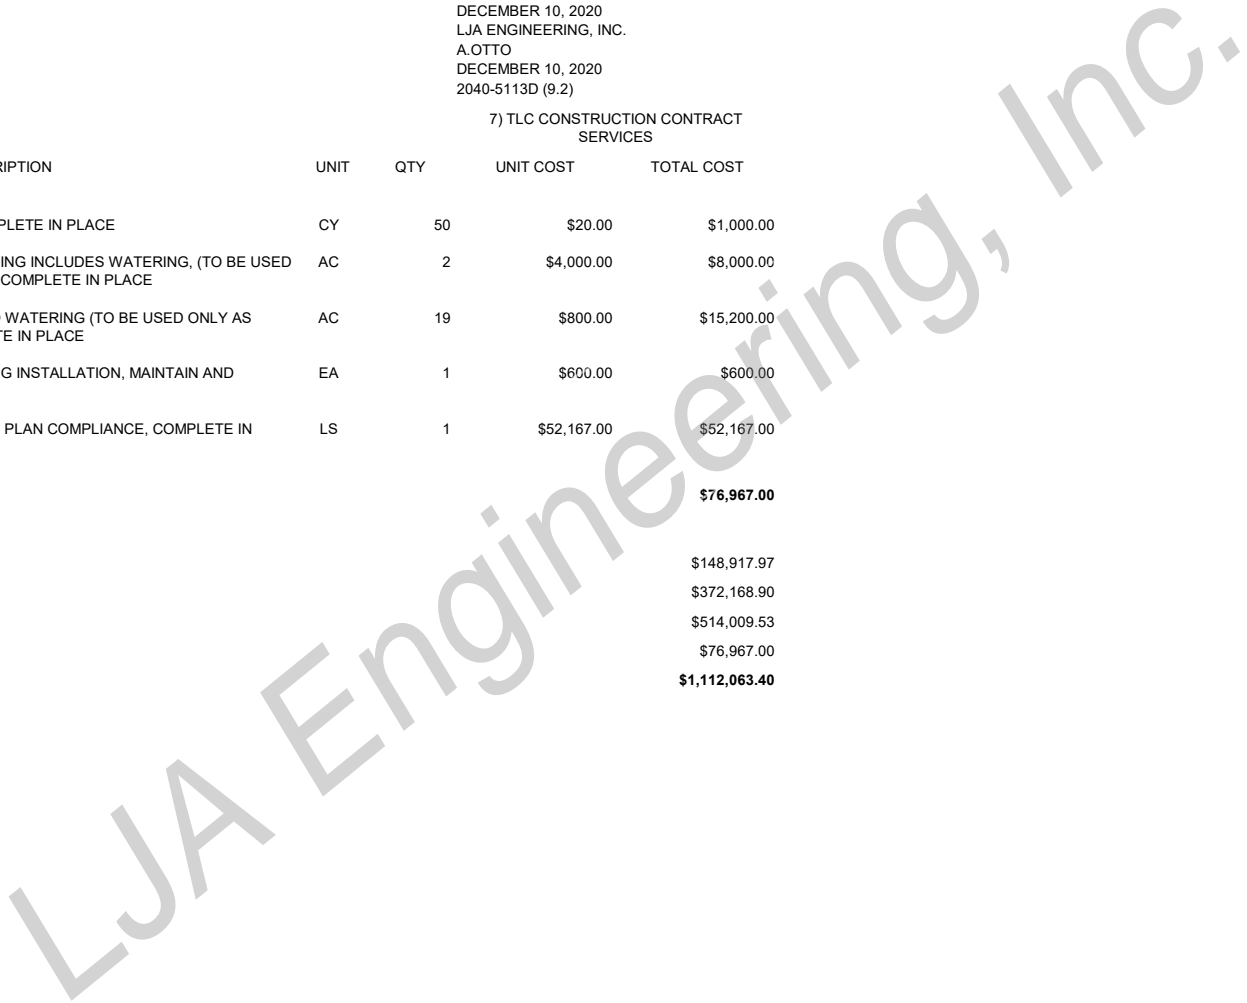 DECEMBER 10, 2020
LJA ENGINEERING, INC.
A.OTTO
DECEMBER 10, 2020
2040-5113D (9.2)
7) TLC CONSTRUCTION CONTRACT
SERVICES
RIPTION UNIT QTY UNIT COST TOTAL COST
PLETE IN PLACE CY 50 $20.00 $1,000.00
ING INCLUDES WATERING, (TO BE USED AC 2 $4,000.00 $8,000.00
COMPLETE IN PLACE
WATERING (TO BE USED ONLY AS AC 19 $800.00 $15,200.00
TE IN PLACE
G INSTALLATION, MAINTAIN AND EA 1 $600.00 $600.00
PLAN COMPLIANCE, COMPLETE IN LS 1 $52,167.00 $52,167.00
$76,967.00
$148,917.97
$372,168.90
$514,009.53
$76,967.00
$1,112,063.40
LJA Engineering, Inc.